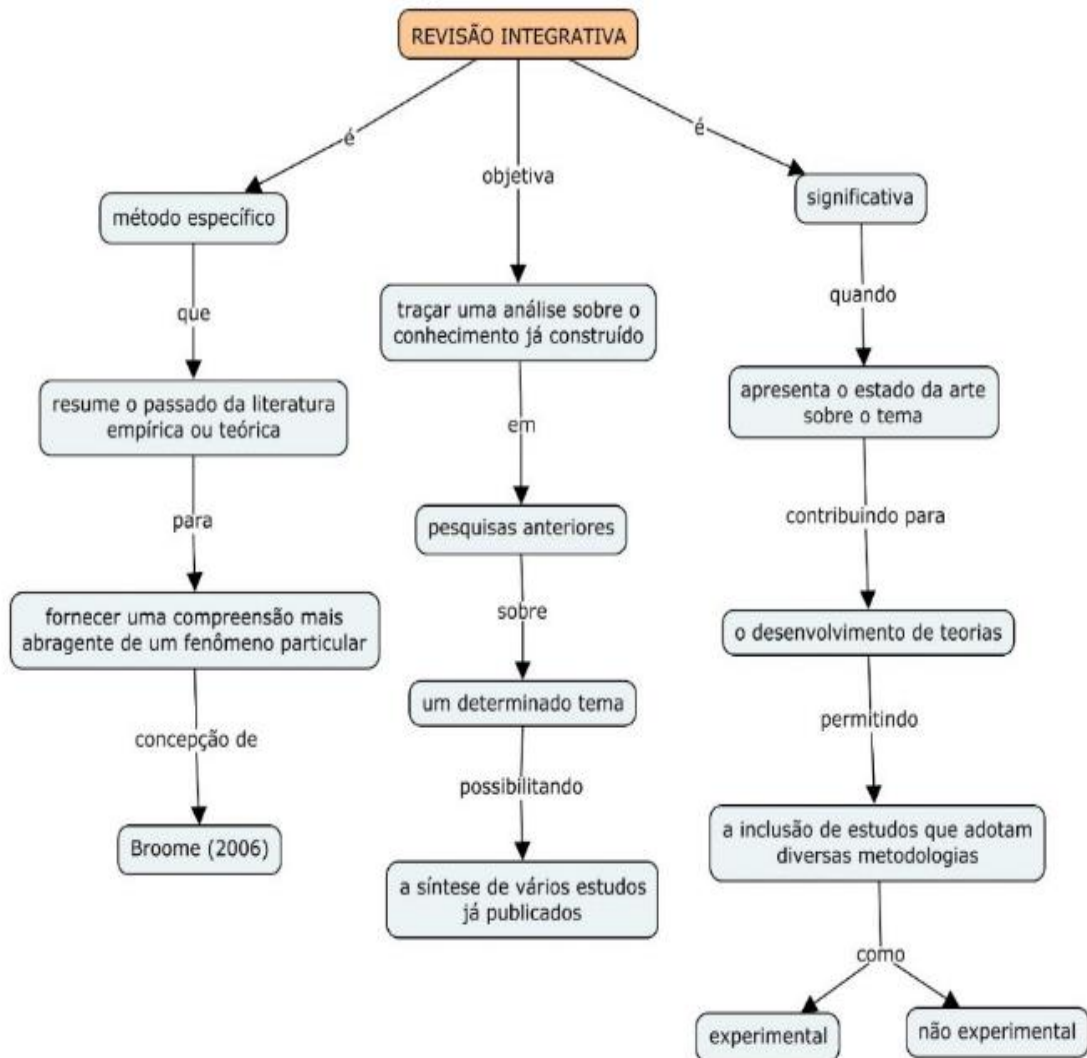 REVISÃO INTEGRATIVA
é
objetiva
é
método específico
significativa
que
quando
traçar uma análise sobre o
conhecimento já construído
resume o passado da literatura
empírica ou teórica
apresenta o estado da arte
sobre o tema
em
para
pesquisas anteriores
contribuindo para
fornecer uma compreensão mais
abragente de um fenômeno particular
sobre
o desenvolvimento de teorias
um determinado tema
concepção de
permitindo
possibilitando
Broome (2006)
a inclusão de estudos que adotam
diversas metodologias
a síntese de vários estudos
já publicados
como
experimental
não experimental